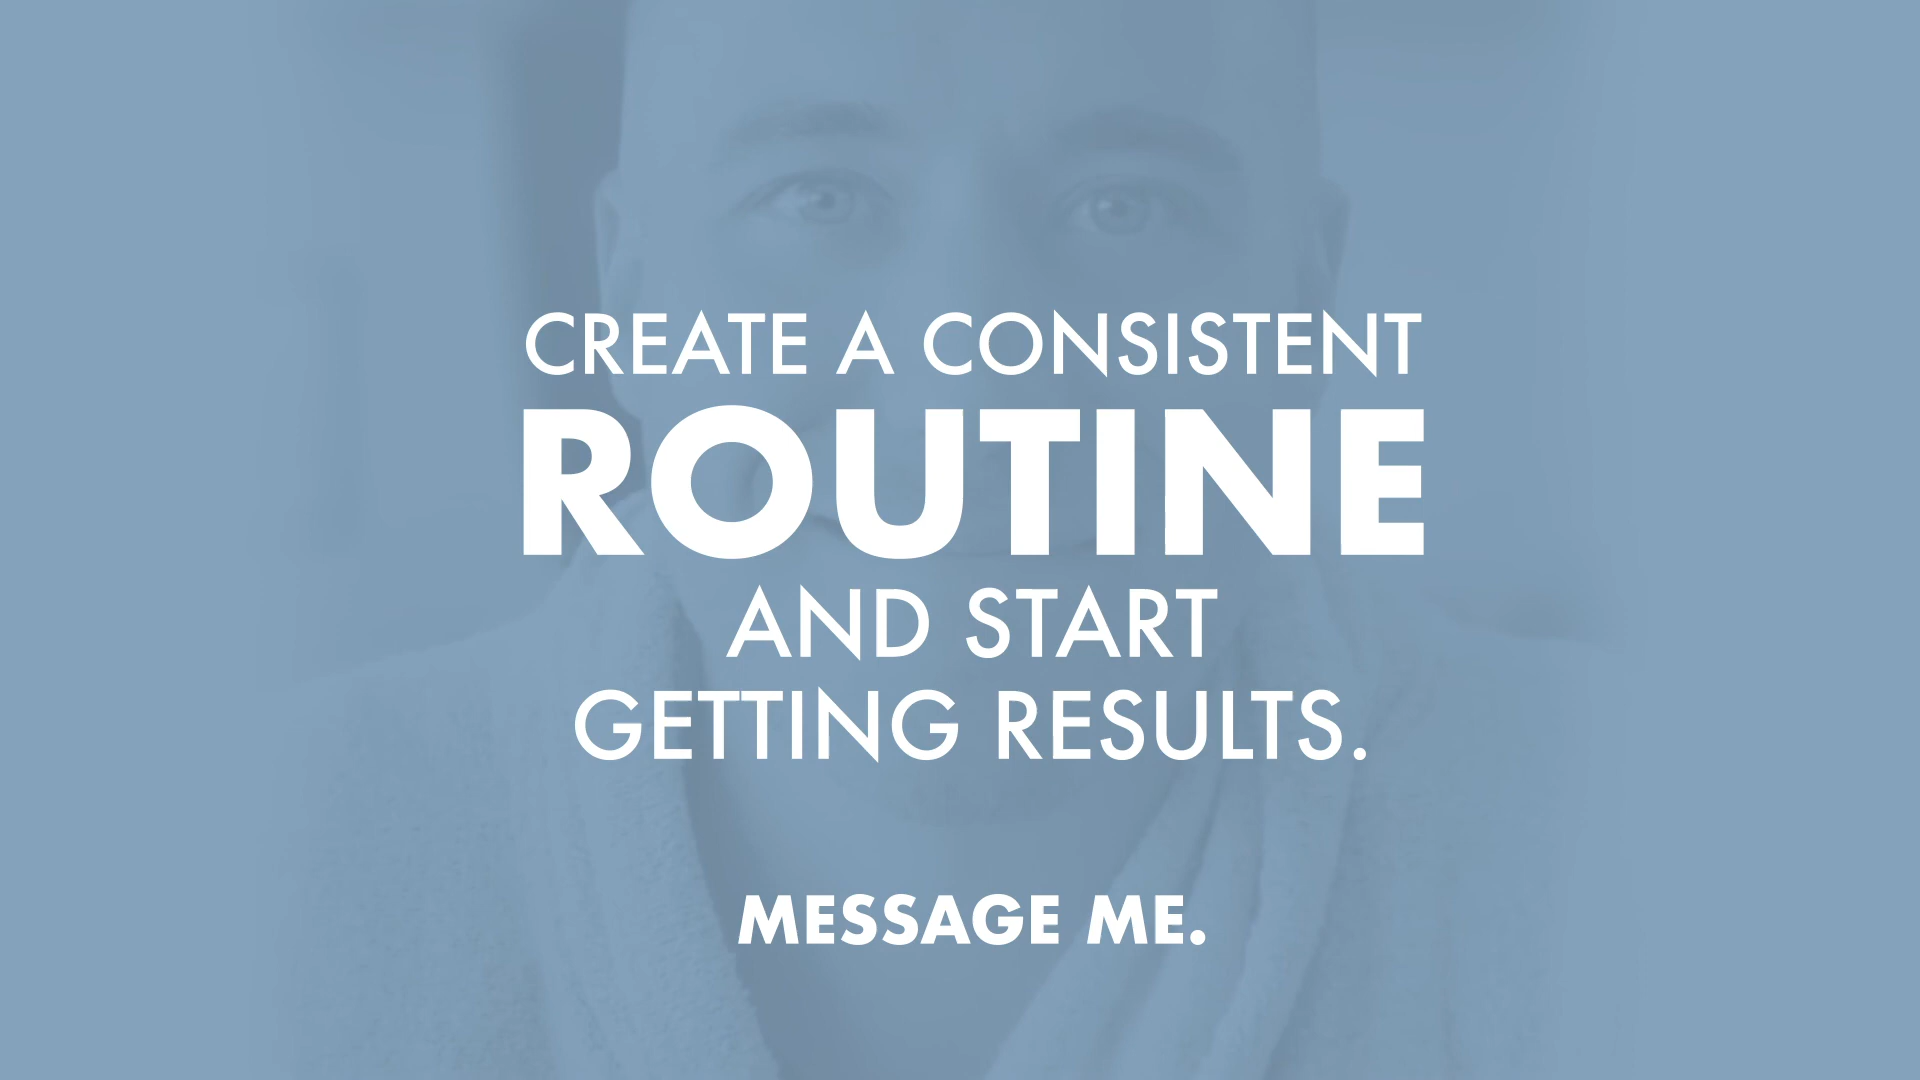 CREATE A CONSISTENT
ROUTINE
AND START
GETTING RESULTS.
MESSAGE ME.